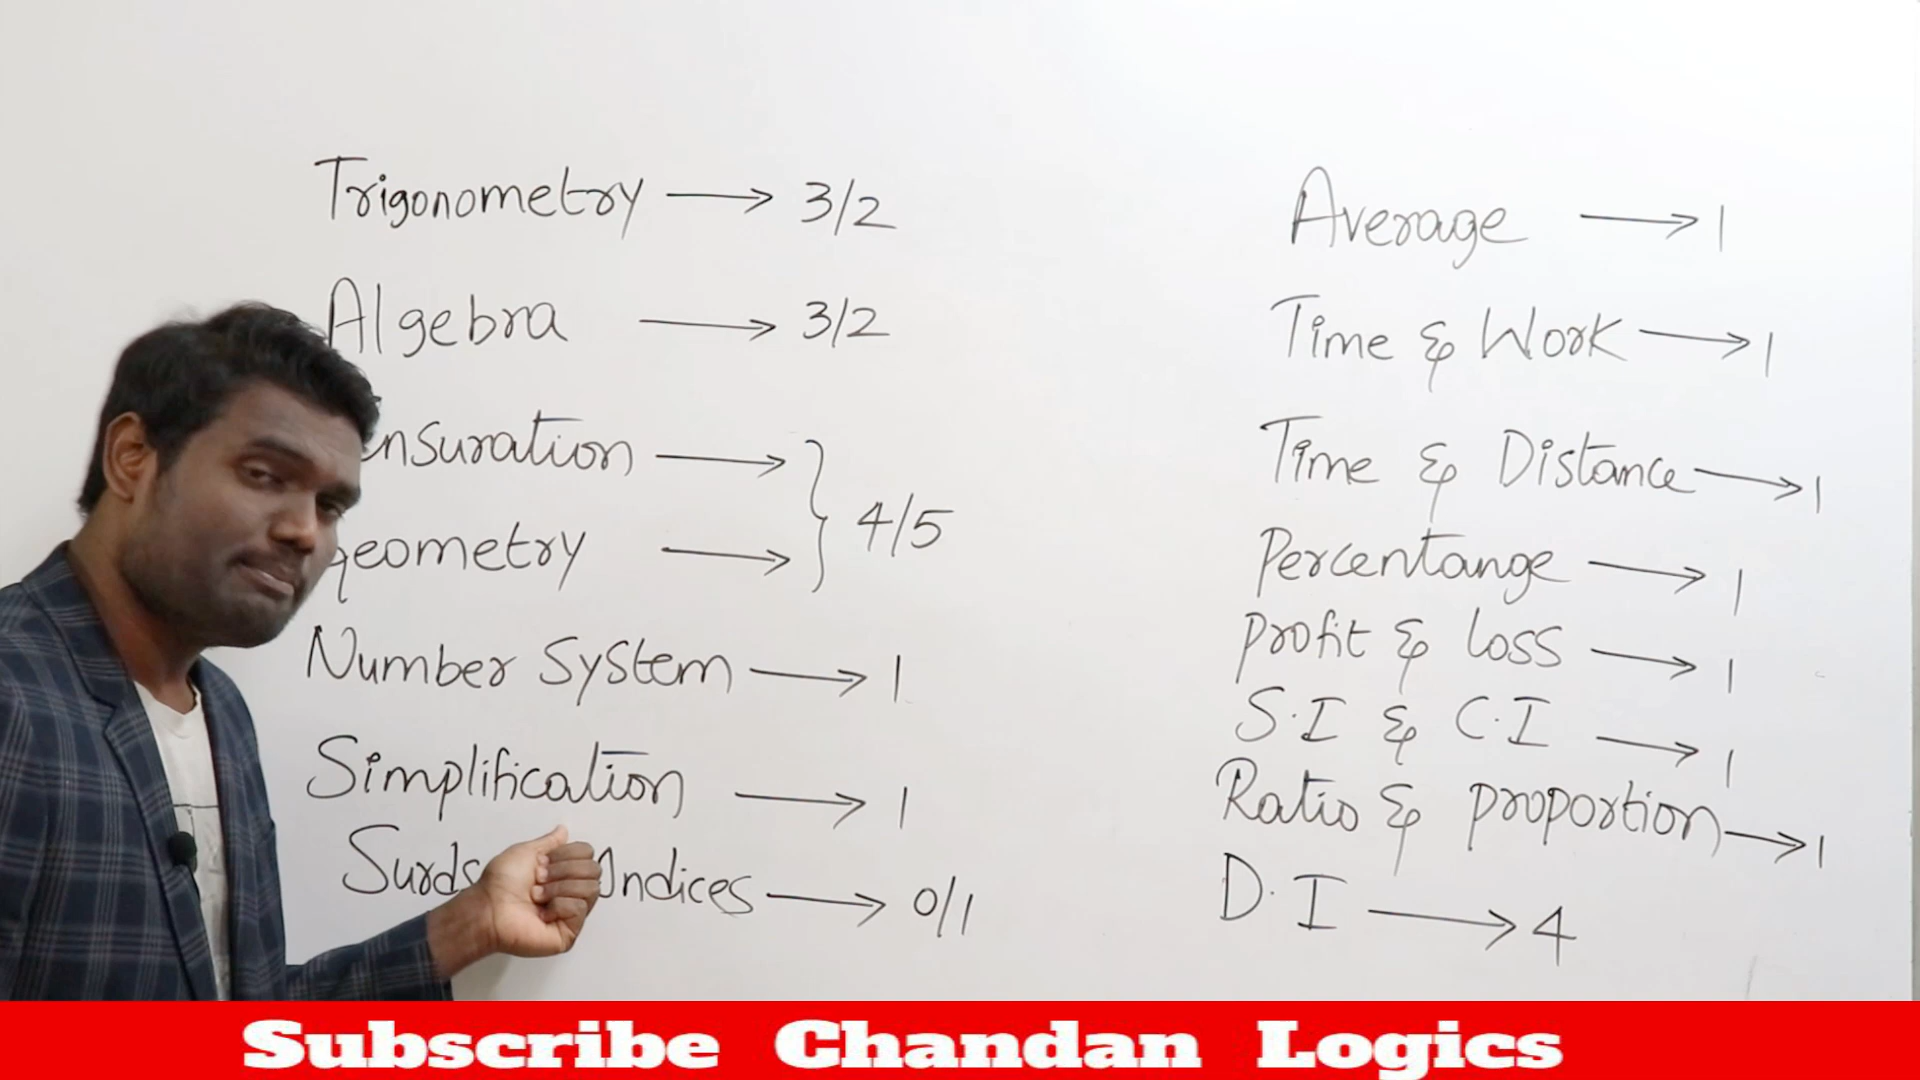 Trigonometry → 3/2
Algebra → 3/2
nsuration →
geometry → } 4/5
Number System → 1
Simplification → 1
Surds Indices → 0/1
Average → 1
Time & Work → 1
Time & Distance → 1
Percentange → 1
Profit & loss → 1
S.I & C.I → 1
Ratio & proportion → 1
D.I → 4
Subscribe Chandan Logics